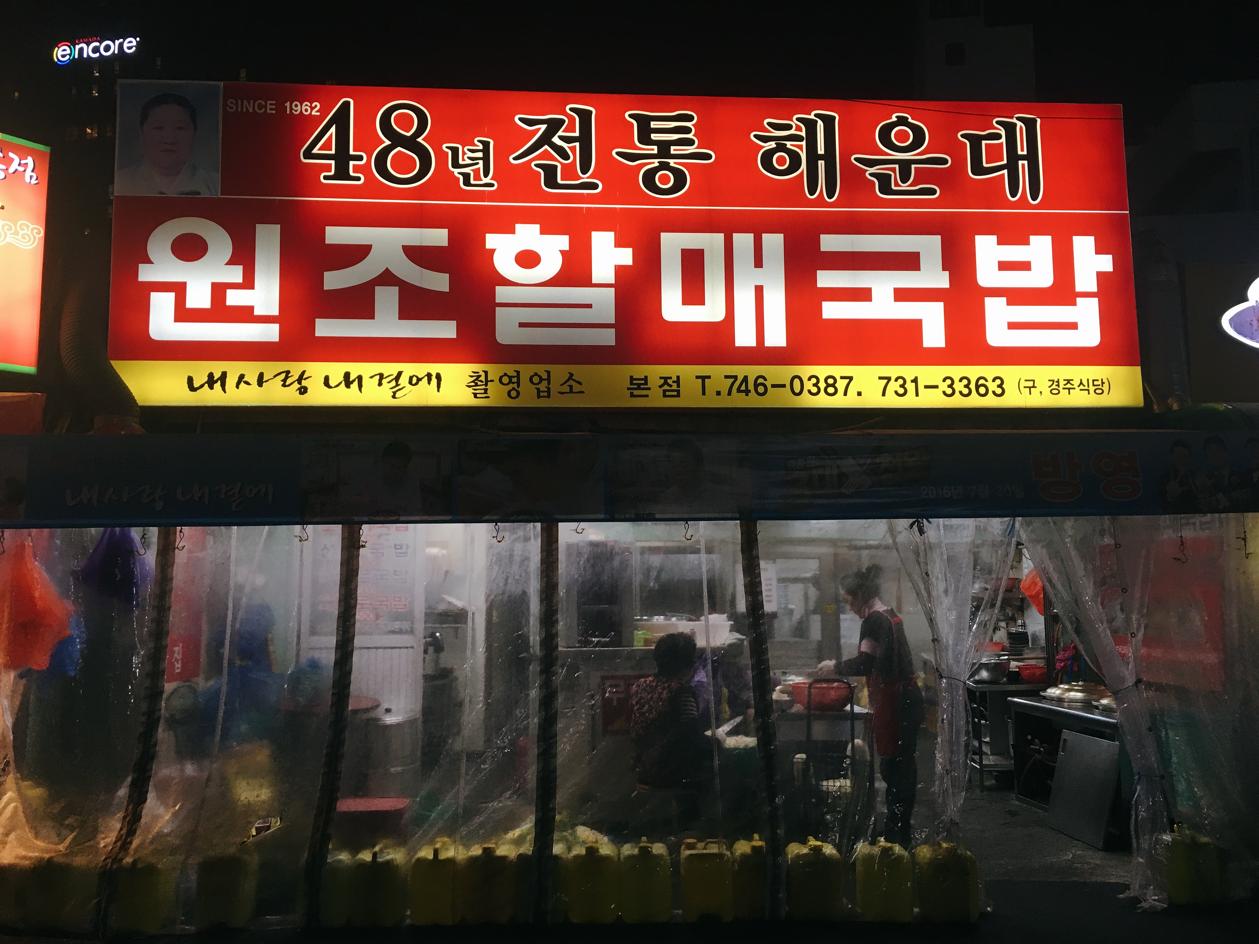 RAMADA
encore
SINCE 1962
48년 전통 해운대
원조할매국밥
내사랑 내곁에 촬영업소 본점 T.746-0387. 731-3363 (구, 경주식당)
내사랑 내곁에
방영